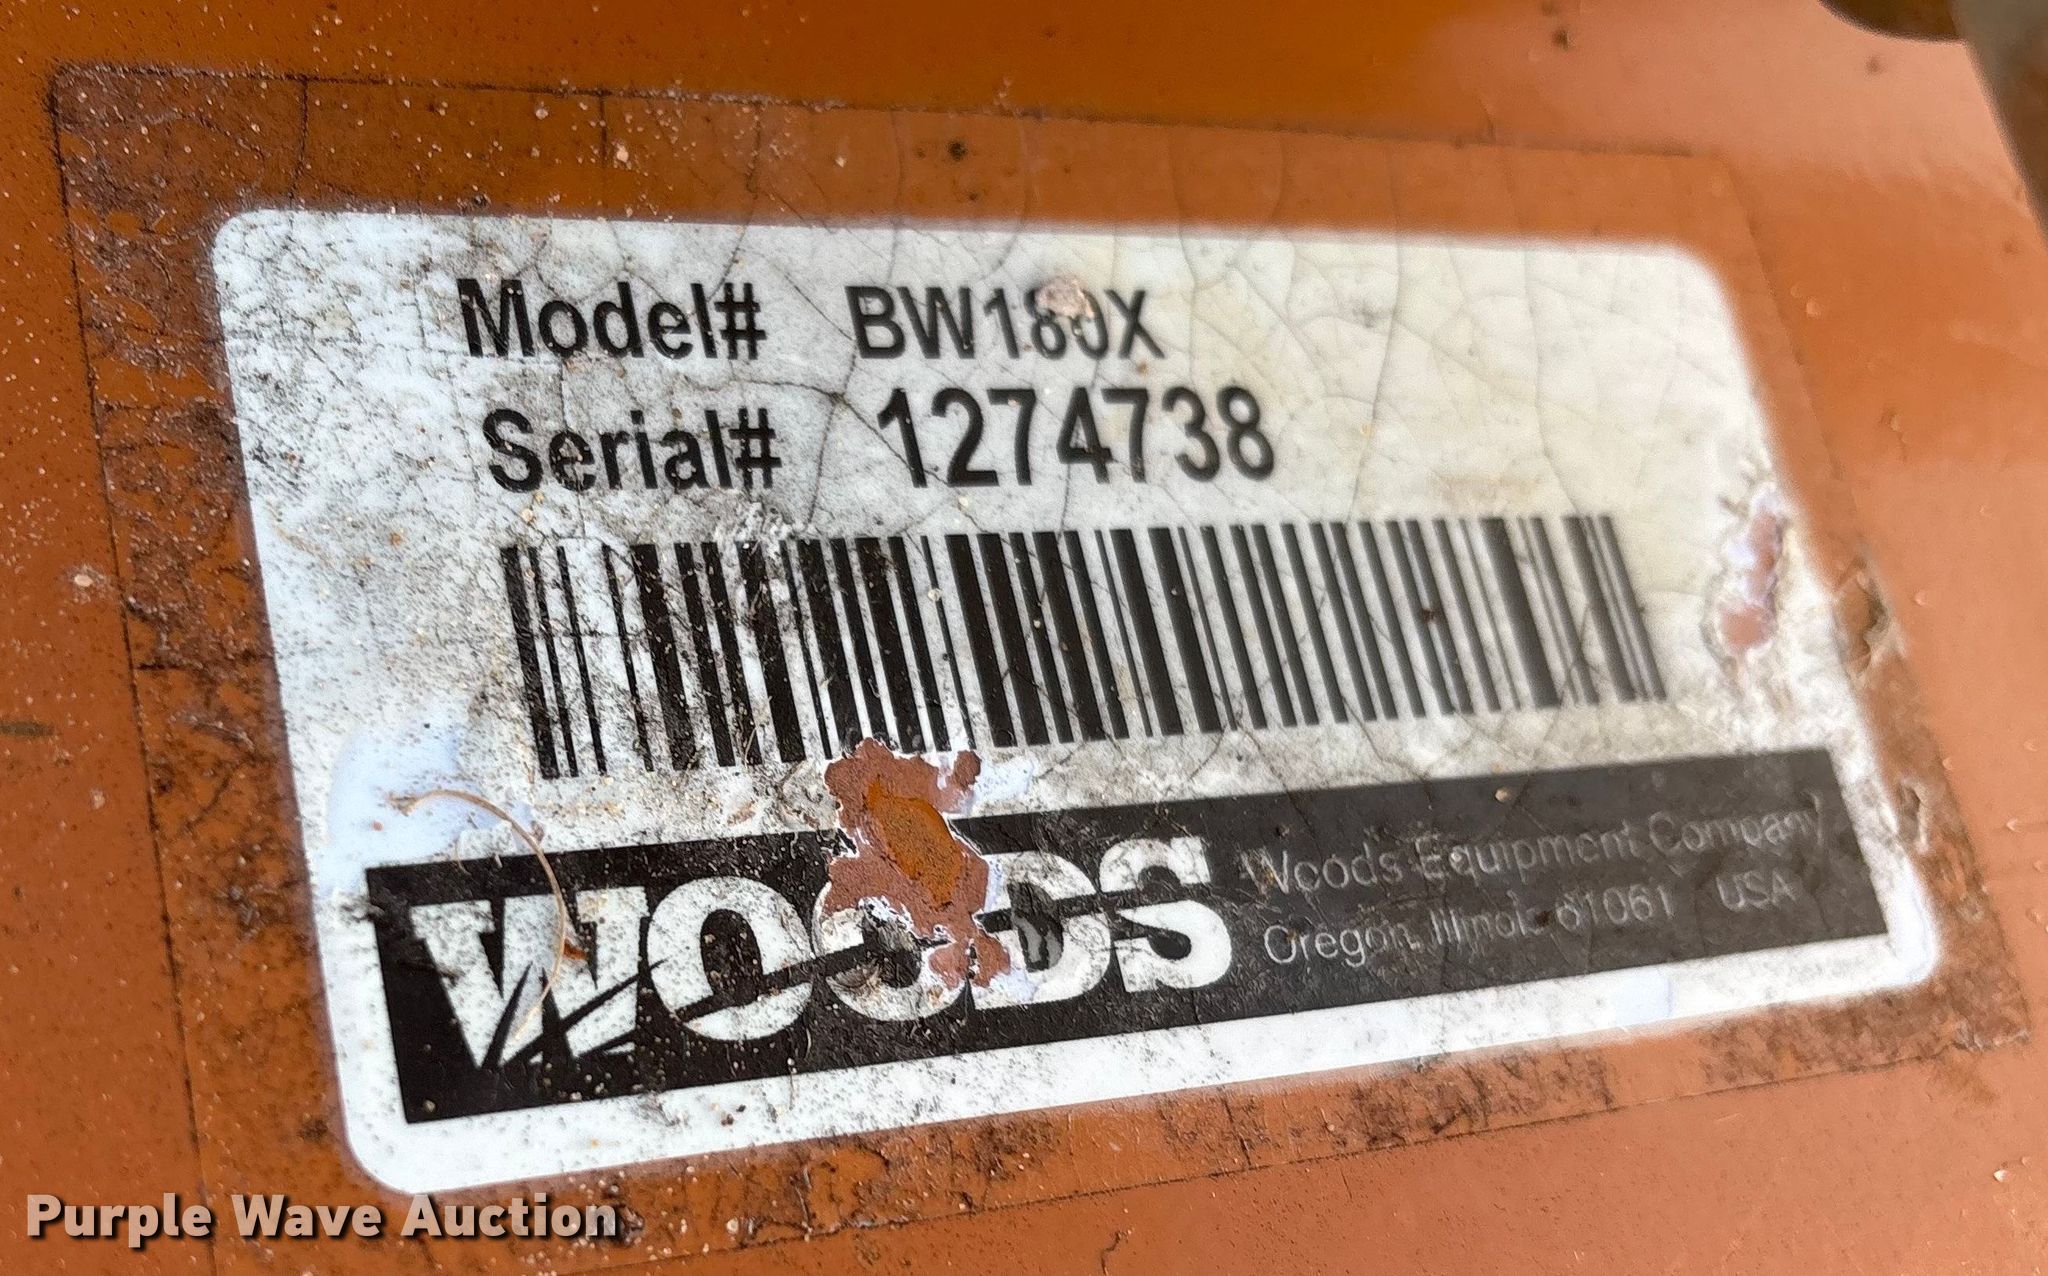 Model# BW180X
Serial# 1274738
WOODS
Woods Equipment Company
Oregon, Illinois 61061 USA
Purple Wave Auction